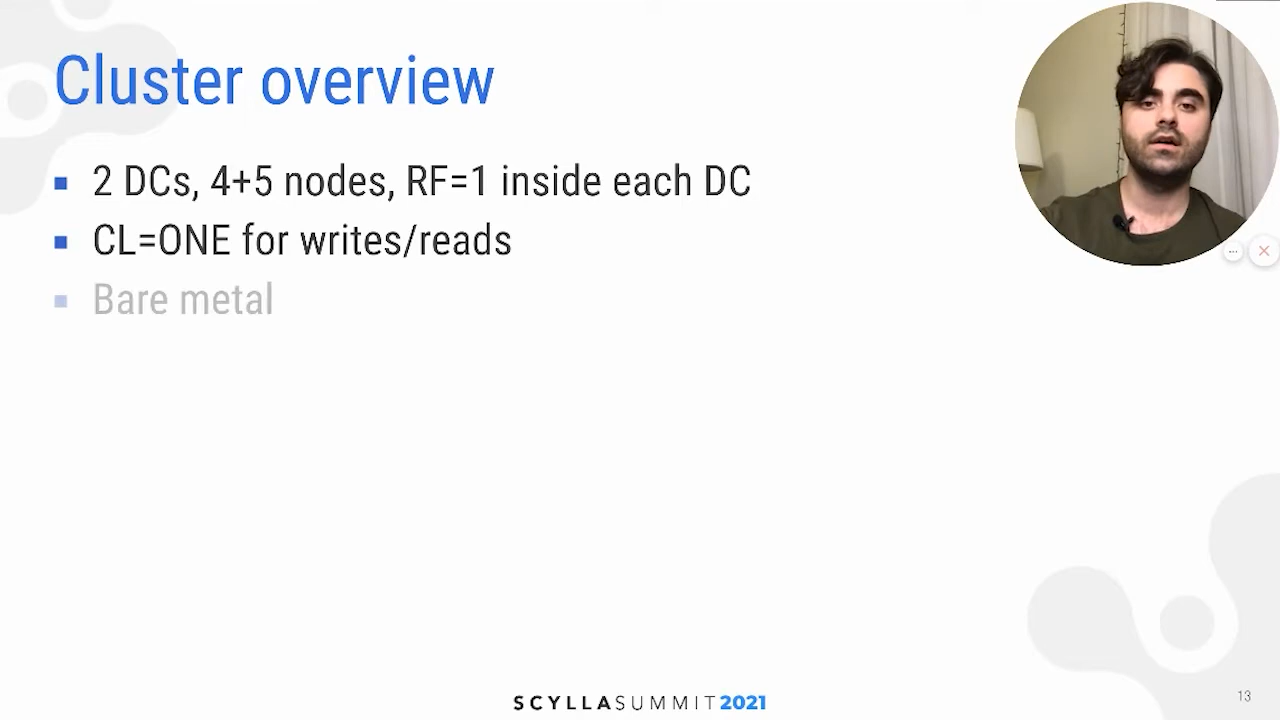 Cluster overview
2 DCs, 4+5 nodes, RF=1 inside each DC
CL=ONE for writes/reads
Bare metal
SCYLLASUMMIT2021
13